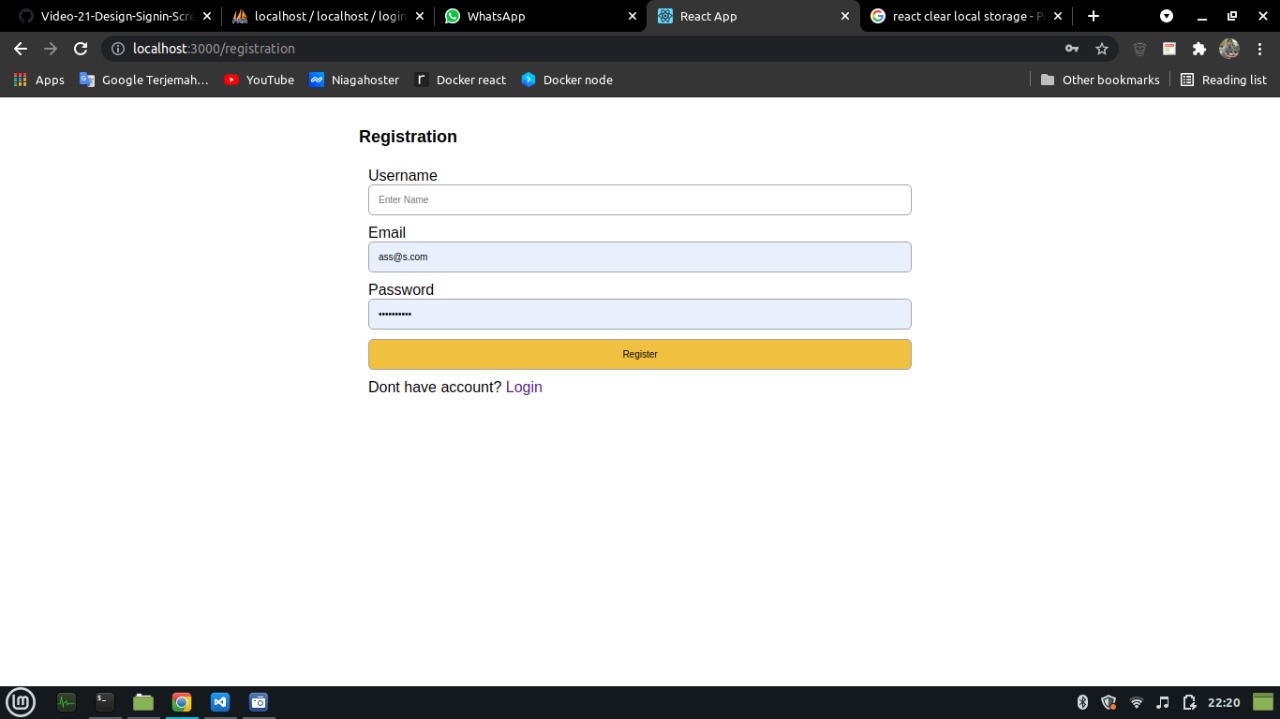 Video-21-Design-Signin-Scre
localhost / localhost / login
WhatsApp
React App
react clear local storage - P
localhost:3000/registration
Apps
Google Terjemah...
YouTube
Niagahoster
Docker react
Docker node
Other bookmarks
Reading list
Registration
Username
Enter Name
Email
ass@s.com
Password
••••••••••
Register
Dont have account? Login
22:20